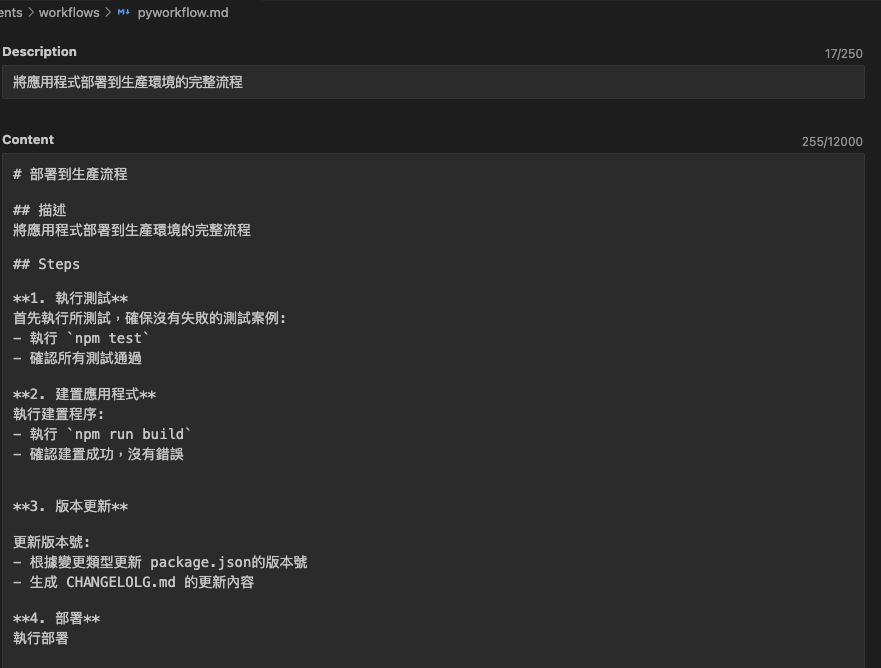 ents > workflows > M↓ pyworkflow.md
Description
17/250
將應用程式部署到生產環境的完整流程
Content
255/12000
# 部署到生產流程
## 描述
將應用程式部署到生產環境的完整流程
## Steps
**1. 執行測試**
首先執行所測試，確保沒有失敗的測試案例:
- 執行 `npm test`
- 確認所有測試通過
**2. 建置應用程式**
執行建置程序:
- 執行 `npm run build`
- 確認建置成功，沒有錯誤
**3. 版本更新**
更新版本號:
- 根據變更類型更新 package.json的版本號
- 生成 CHANGELOLG.md 的更新內容
**4. 部署**
執行部署